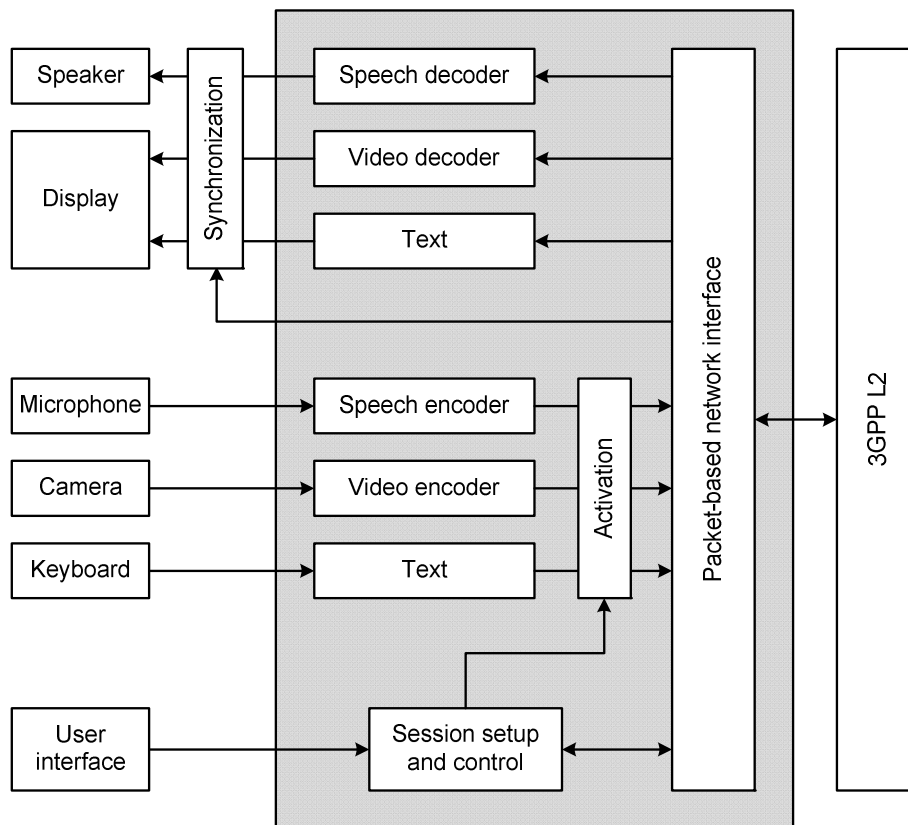 Speaker
Display
Synchronization
Speech decoder
Video decoder
Text
Microphone
Camera
Keyboard
Speech encoder
Video encoder
Text
Activation
User
interface
Session setup
and control
Packet-based network interface
3GPP L2